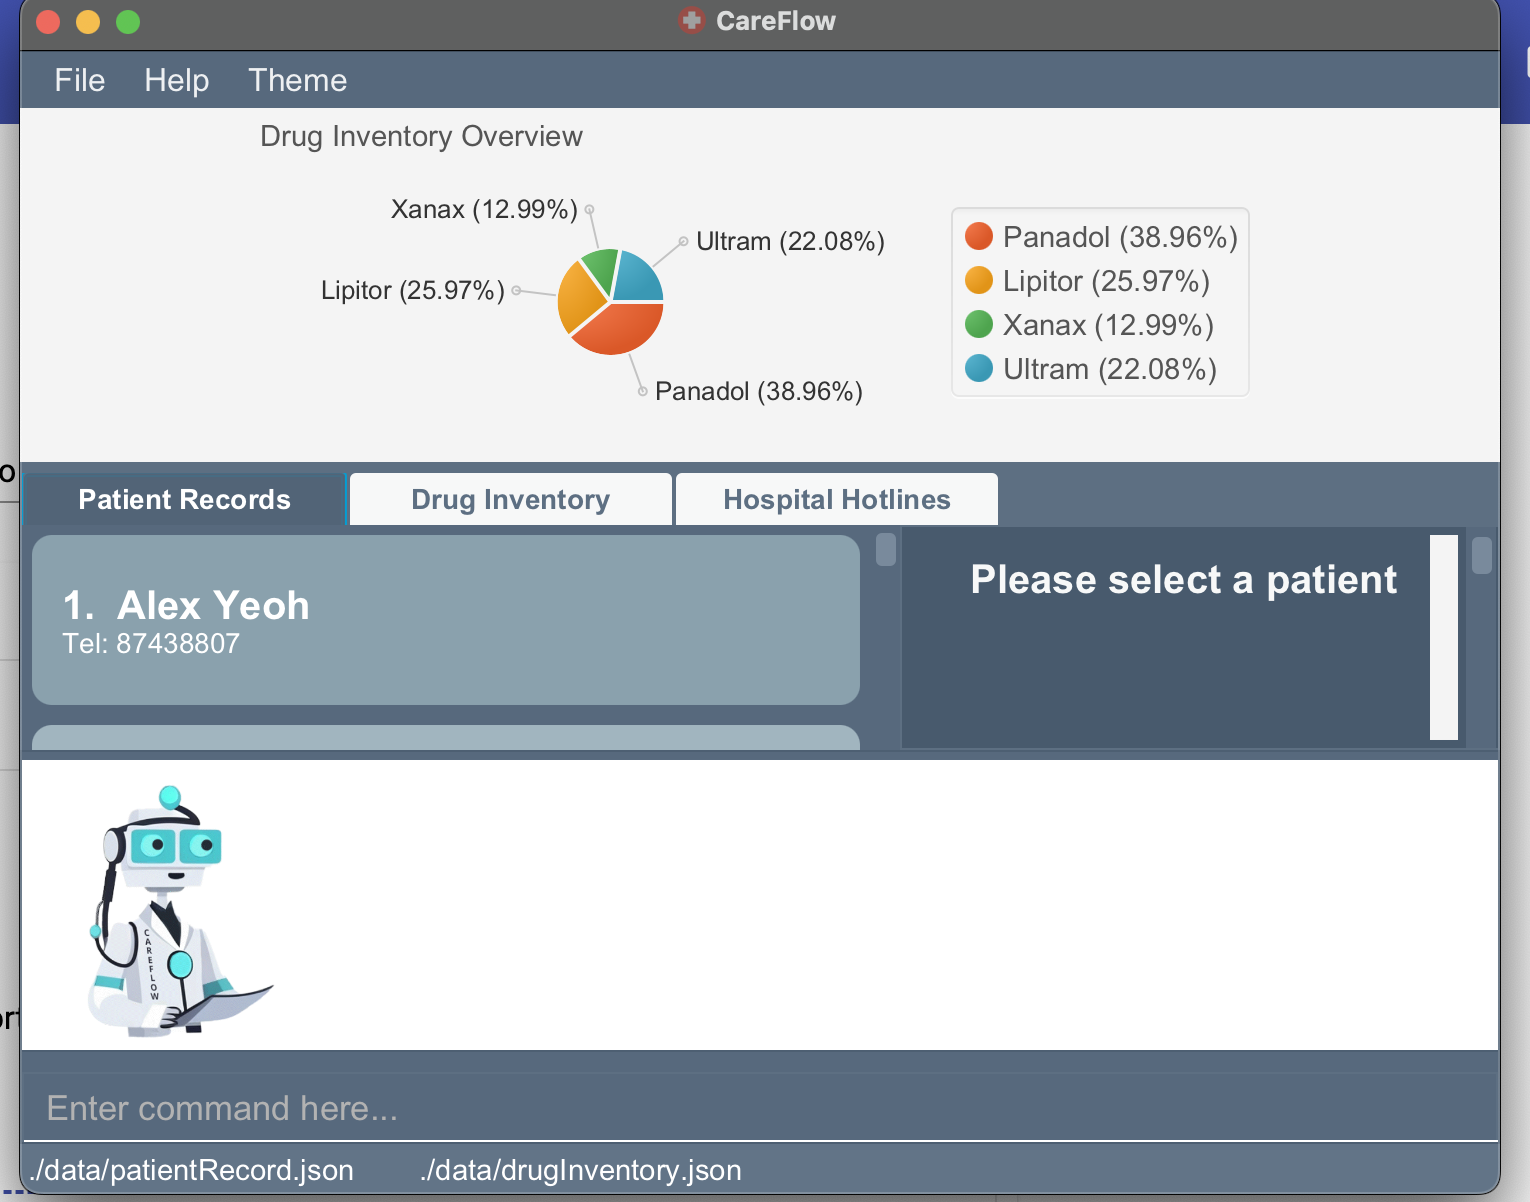 CareFlow
File Help Theme
Drug Inventory Overview
Xanax (12.99%)
Ultram (22.08%)
Lipitor (25.97%)
Panadol (38.96%)
Panadol (38.96%)
Lipitor (25.97%)
Xanax (12.99%)
Ultram (22.08%)
Patient Records Drug Inventory Hospital Hotlines
1. Alex Yeoh
Tel: 87438807
Please select a patient
CAREFLOW
Enter command here...
./data/patientRecord.json ./data/drugInventory.json